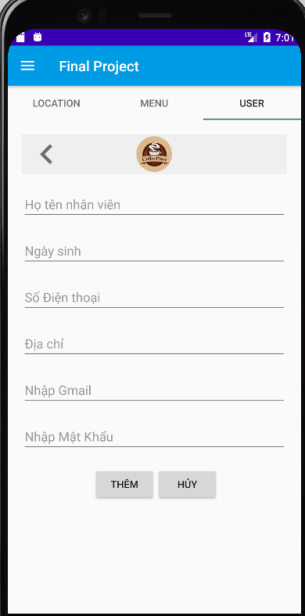 7:01
Final Project
LOCATION MENU USER
Họ tên nhân viên
Ngày sinh
Số Điện thoại
Địa chỉ
Nhập Gmail
Nhập Mật Khẩu
THÊM HỦY